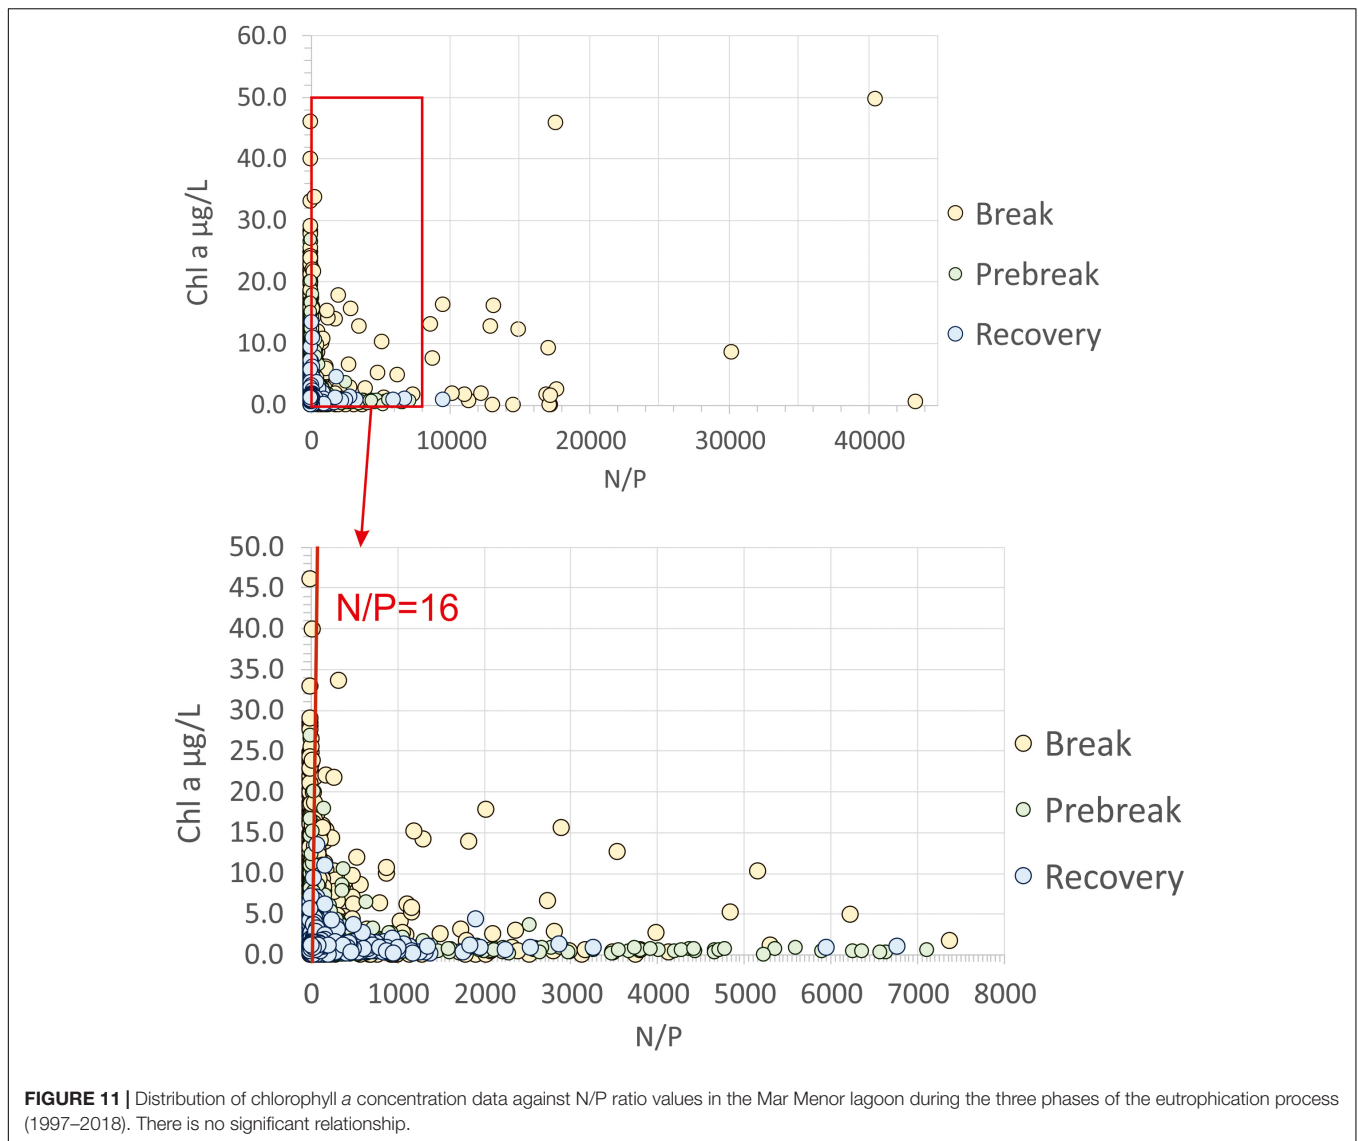 60.0
50.0
40.0
30.0
20.0
10.0
0.0
Chl a µg/L
0 10000 20000 30000 40000
N/P
Break
Prebreak
Recovery
50.0
45.0
40.0
35.0
30.0
25.0
20.0
15.0
10.0
5.0
0.0
Chl a µg/L
N/P=16
0 1000 2000 3000 4000 5000 6000 7000 8000
N/P
Break
Prebreak
Recovery
FIGURE 11 | Distribution of chlorophyll a concentration data against N/P ratio values in the Mar Menor lagoon during the three phases of the eutrophication process
(1997–2018). There is no significant relationship.